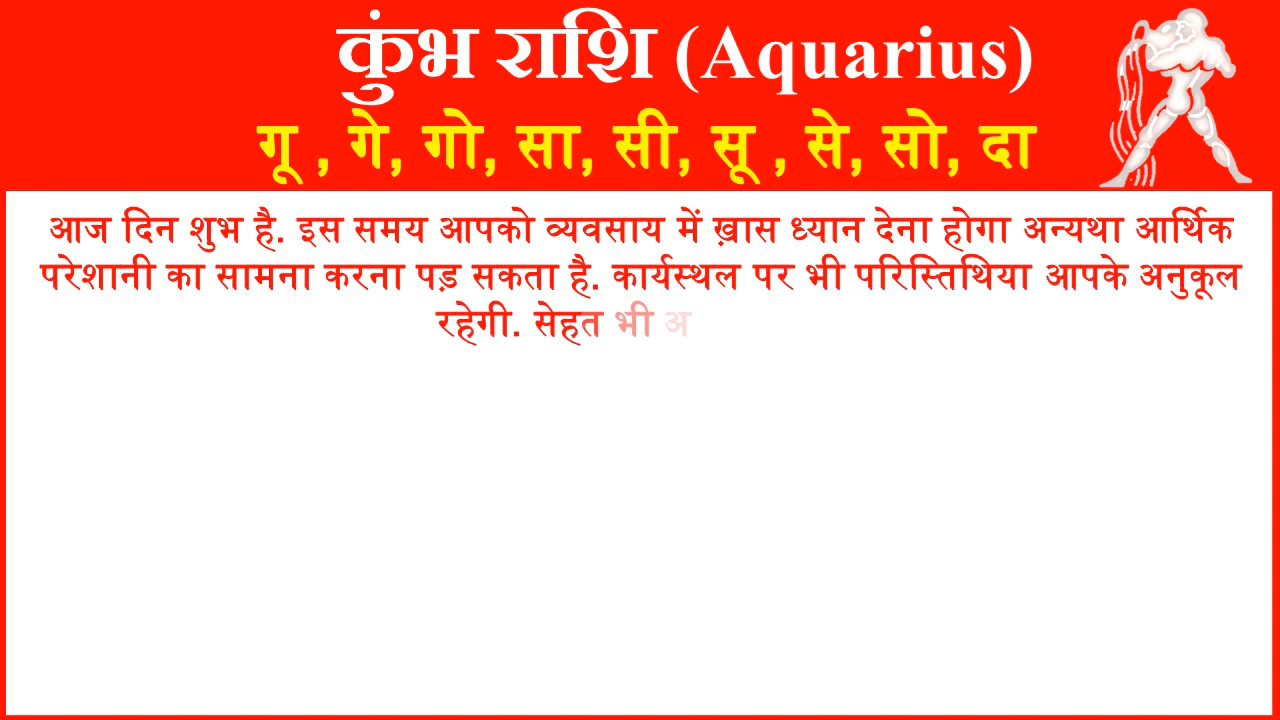 कुंभ राशि (Aquarius)
गू , गे, गो, सा, सी, सू , से, सो, दा
आज दिन शुभ है. इस समय आपको व्यवसाय में ख़ास ध्यान देना होगा अन्यथा आर्थिक
परेशानी का सामना करना पड़ सकता है. कार्यस्थल पर भी परिस्तिथिया आपके अनुकूल
रहेगी. सेहत भी अ